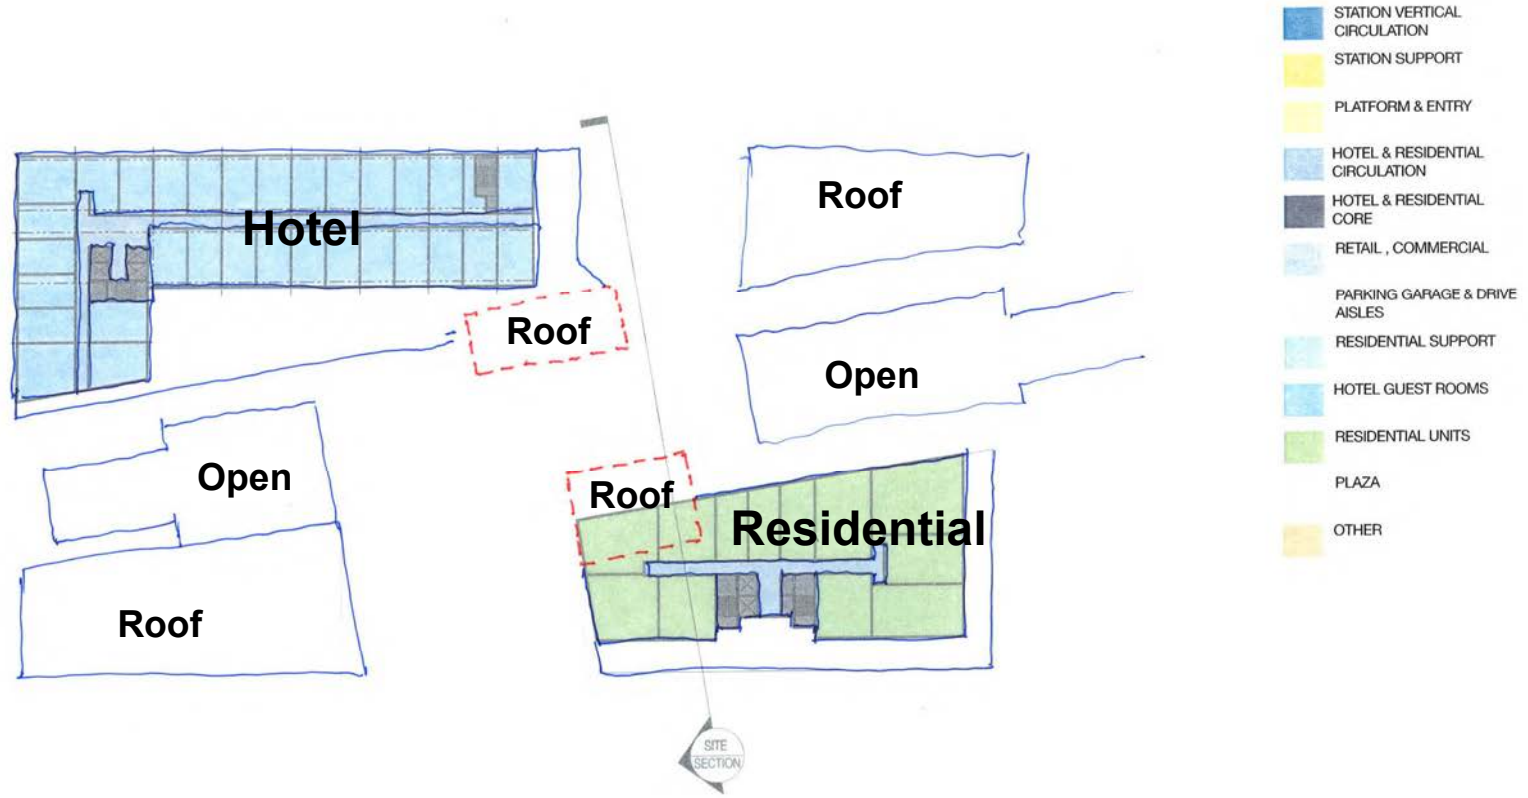 Hotel
Roof
Roof
Open
Open
Roof
Roof
Residential
SITE
SECTION
STATION VERTICAL
CIRCULATION
STATION SUPPORT
PLATFORM & ENTRY
HOTEL & RESIDENTIAL
CIRCULATION
HOTEL & RESIDENTIAL
CORE
RETAIL , COMMERCIAL
PARKING GARAGE & DRIVE
AISLES
RESIDENTIAL SUPPORT
HOTEL GUEST ROOMS
RESIDENTIAL UNITS
PLAZA
OTHER